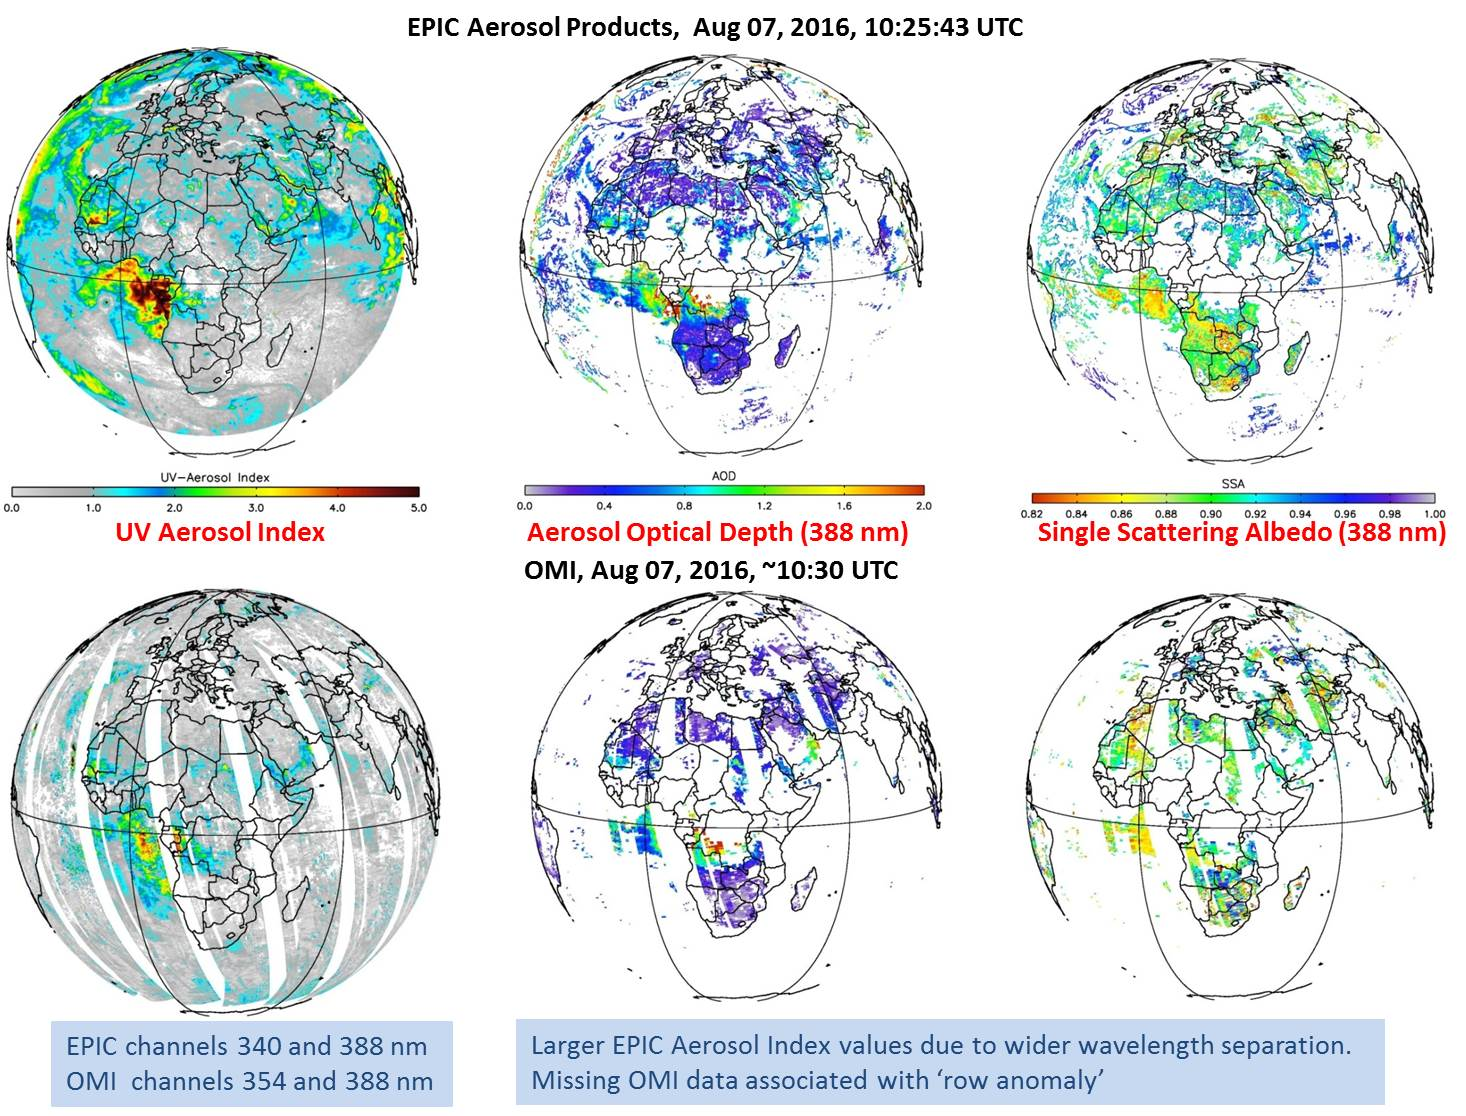 EPIC Aerosol Products, Aug 07, 2016, 10:25:43 UTC
UV-Aerosol Index
0.0 1.0 2.0 3.0 4.0 5.0
UV Aerosol Index
AOD
0.0 0.4 0.8 1.2 1.6 2.0
Aerosol Optical Depth (388 nm)
SSA
0.82 0.84 0.86 0.88 0.90 0.92 0.94 0.96 0.98 1.00
Single Scattering Albedo (388 nm)
OMI, Aug 07, 2016, ~10:30 UTC
EPIC channels 340 and 388 nm
OMI channels 354 and 388 nm
Larger EPIC Aerosol Index values due to wider wavelength separation.
Missing OMI data associated with ‘row anomaly’